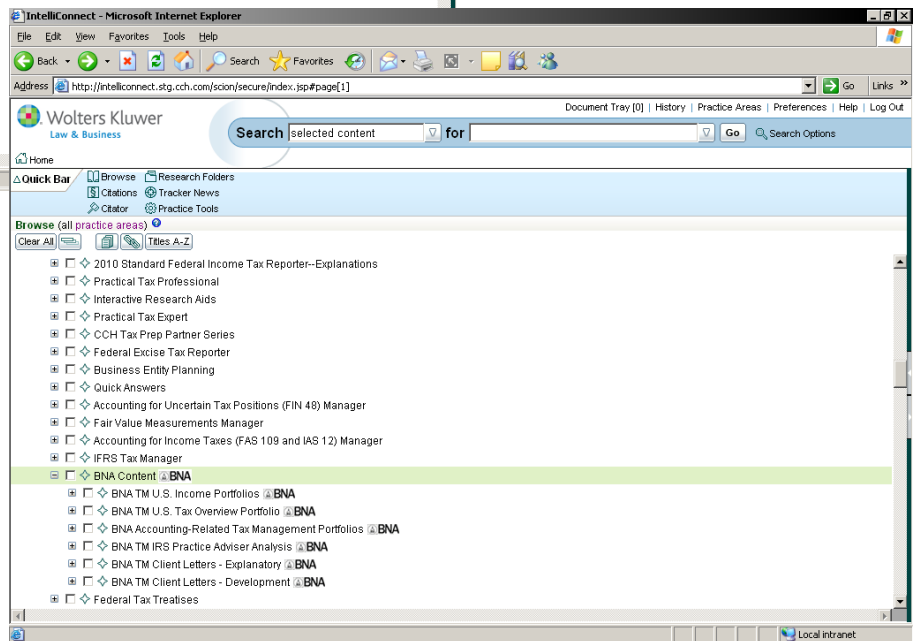 IntelliConnect - Microsoft Internet Explorer
File Edit View Favorites Tools Help
Back Search Favorites
Address http://intelliconnect.stg.cch.com/scion/secure/index.jsp#page[1] Go Links »
Document Tray [0] | History | Practice Areas | Preferences | Help | Log Out
Wolters Kluwer
Law & Business
Search selected content for Go Search Options
Home
Quick Bar
Browse Research Folders
§ Citations Tracker News
Citator Practice Tools
Browse (all practice areas)
Clear All Titles A-Z
2010 Standard Federal Income Tax Reporter--Explanations
Practical Tax Professional
Interactive Research Aids
Practical Tax Expert
CCH Tax Prep Partner Series
Federal Excise Tax Reporter
Business Entity Planning
Quick Answers
Accounting for Uncertain Tax Positions (FIN 48) Manager
Fair Value Measurements Manager
Accounting for Income Taxes (FAS 109 and IAS 12) Manager
IFRS Tax Manager
BNA Content BNA
BNA TM U.S. Income Portfolios BNA
BNA TM U.S. Tax Overview Portfolio BNA
BNA Accounting-Related Tax Management Portfolios BNA
BNA TM IRS Practice Adviser Analysis BNA
BNA TM Client Letters - Explanatory BNA
BNA TM Client Letters - Development BNA
Federal Tax Treatises
Local intranet